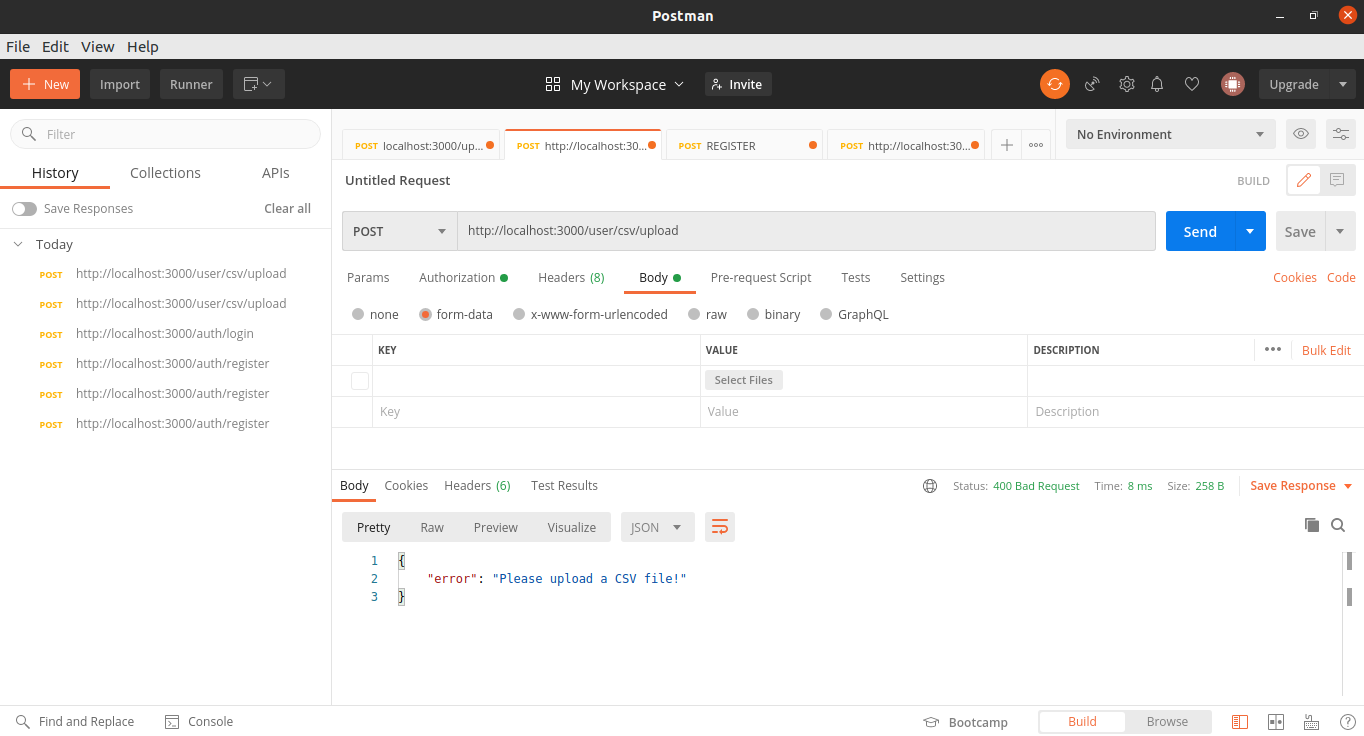 Postman
File Edit View Help
New Import Runner My Workspace Invite Upgrade
Filter
History Collections APIs
Save Responses Clear all
Today
POST http://localhost:3000/user/csv/upload
POST http://localhost:3000/user/csv/upload
POST http://localhost:3000/auth/login
POST http://localhost:3000/auth/register
POST http://localhost:3000/auth/register
POST http://localhost:3000/auth/register
POST localhost:3000/up... POST http://localhost:30... POST REGISTER POST http://localhost:30... No Environment
Untitled Request BUILD
POST http://localhost:3000/user/csv/upload Send Save
Params Authorization Headers (8) Body Pre-request Script Tests Settings Cookies Code
none form-data x-www-form-urlencoded raw binary GraphQL
KEY VALUE DESCRIPTION Bulk Edit
Select Files
Key Value Description
Body Cookies Headers (6) Test Results Status: 400 Bad Request Time: 8 ms Size: 258 B Save Response
Pretty Raw Preview Visualize JSON
1 {
2 "error": "Please upload a CSV file!"
3 }
Find and Replace Console Bootcamp Build Browse